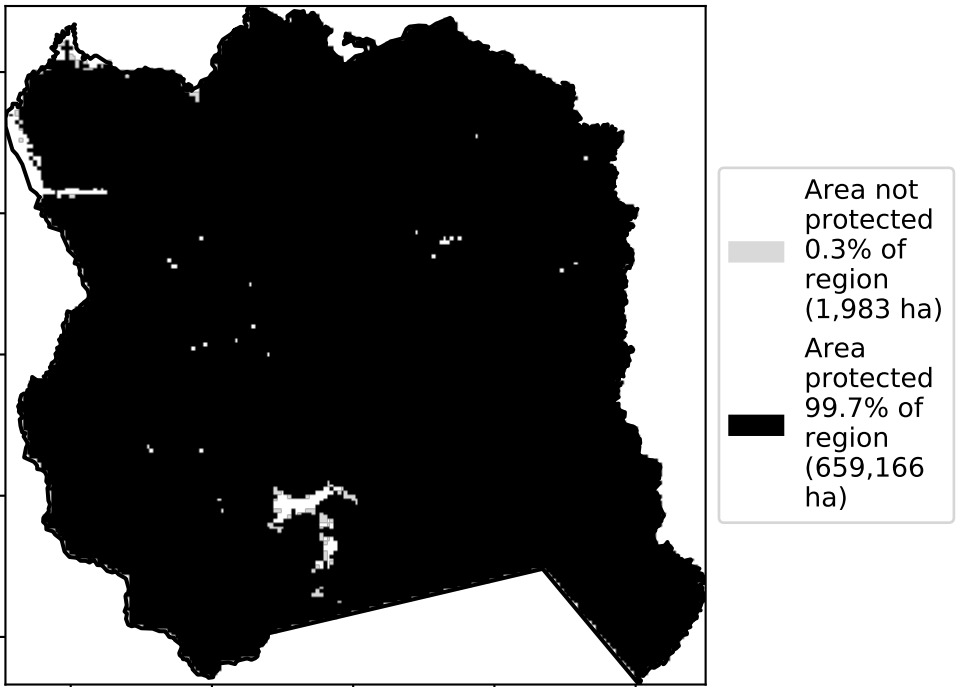 Area not
protected
0.3% of
region
(1,983 ha)
Area
protected
99.7% of
region
(659,166
ha)